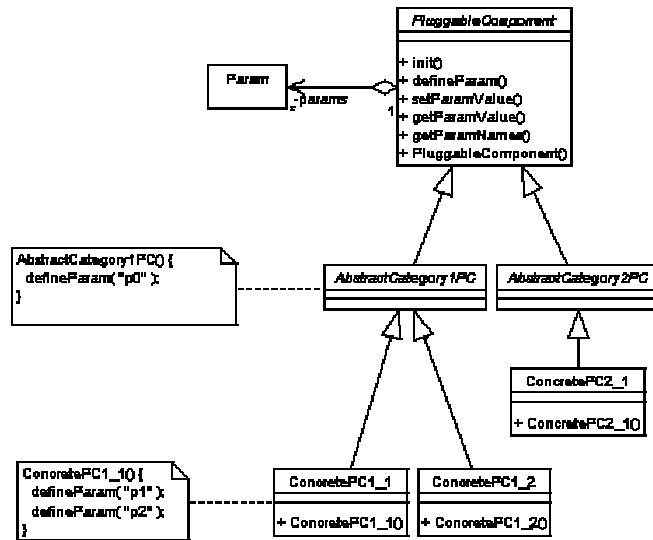 PluggableComponent
+ init()
+ defineParam()
+ setParamValue()
+ getParamValue()
+ getParamNames()
+ PluggableComponent()
Param
-params
*
1
AbstractCategory1PC() {
defineParam( "p0" );
}
AbstractCategory1PC
AbstractCategory2PC
ConcretePC2_1
+ ConcretePC2_1()
ConcretePC1_1() {
defineParam( "p1" );
defineParam( "p2" );
}
ConcretePC1_1
+ ConcretePC1_1()
ConcretePC1_2
+ ConcretePC1_2()